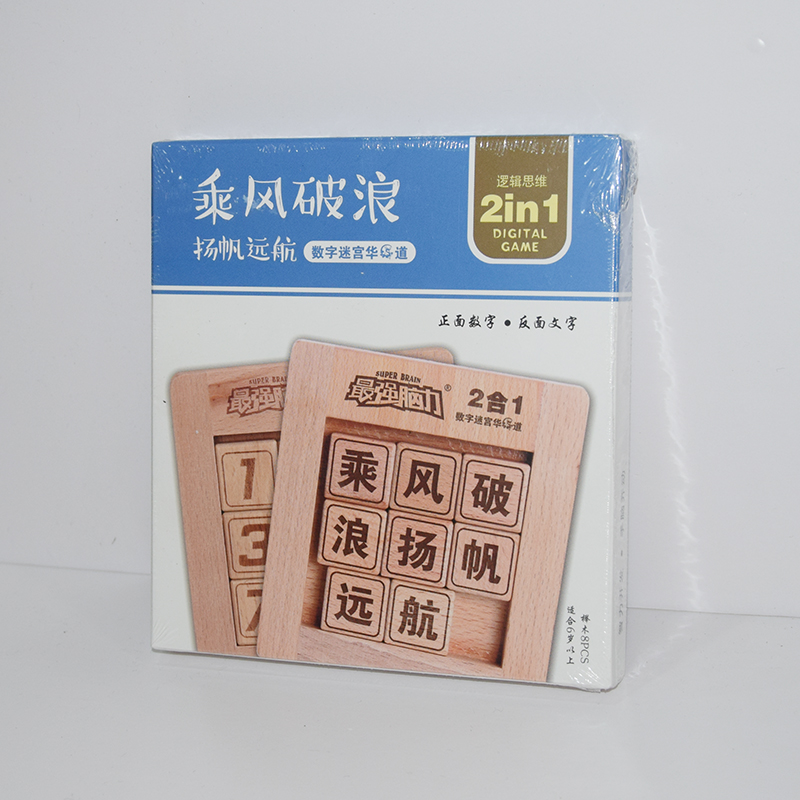 乘风破浪
扬帆远航 数字迷宫华容道
逻辑思维
2in1
DIGITAL
GAME
正面数字·反面文字
SUPER BRAIN
最强脑力®
2合1
数字迷宫华容道
最强
1
3
7
乘 风 破
浪 扬 帆
远 航
榉木8PCS
适合6岁以上